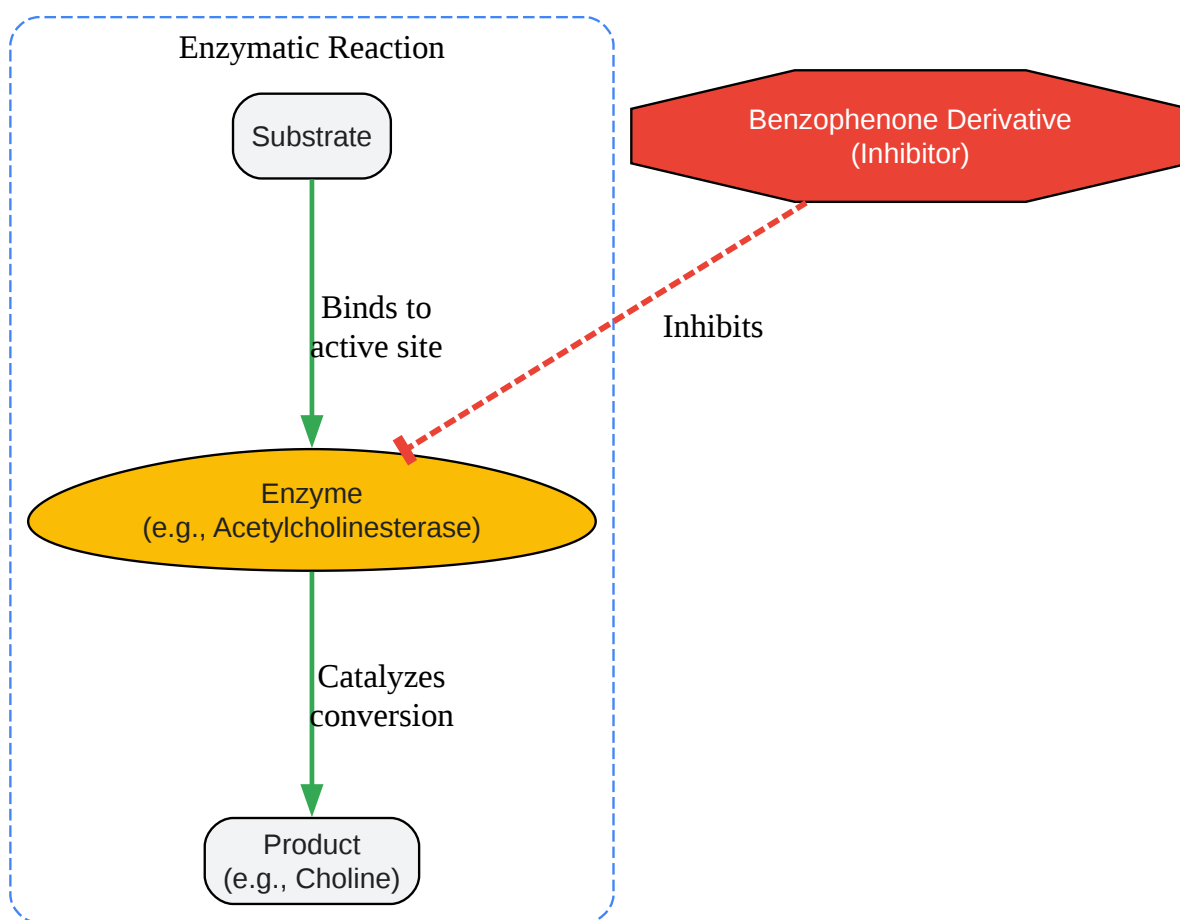 Enzymatic Reaction
Substrate
Benzophenone Derivative
(Inhibitor)
Binds to
active site
Inhibits
Enzyme
(e.g., Acetylcholinesterase)
Catalyzes
conversion
Product
(e.g., Choline)